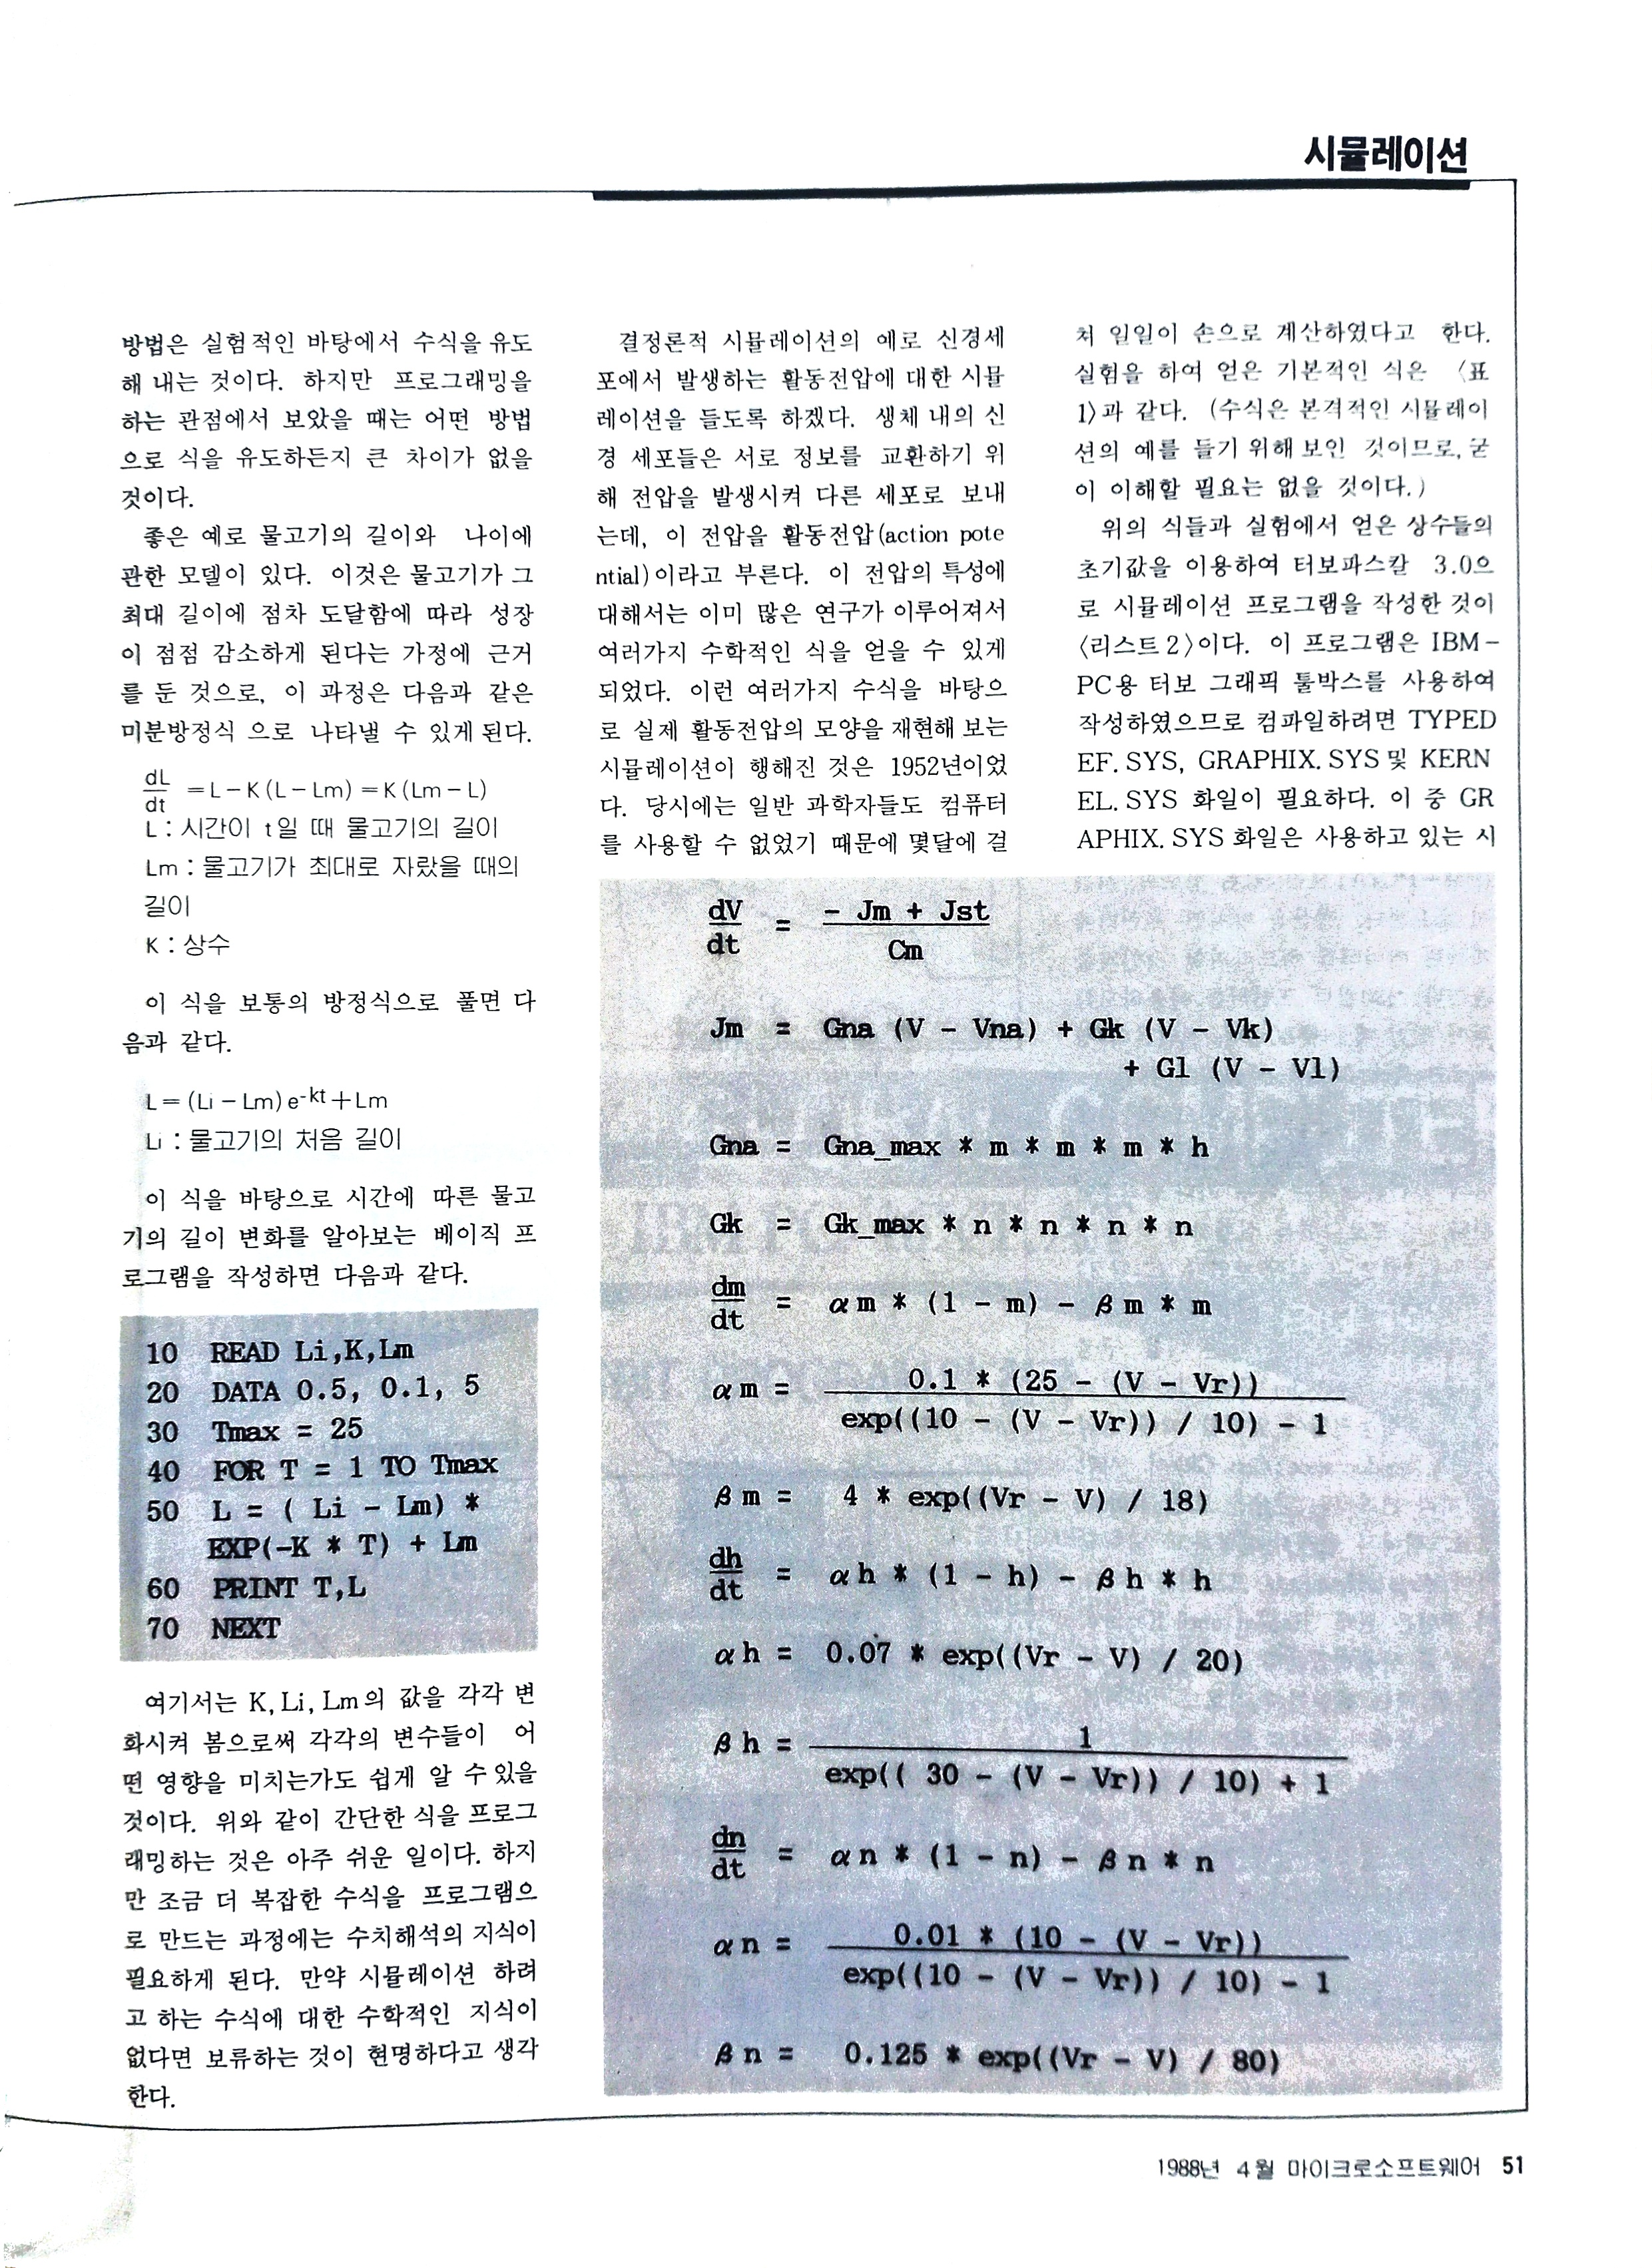 시뮬레이션
방법은 실험적인 바탕에서 수식을 유도
해 내는 것이다. 하지만 프로그래밍을
하는 관점에서 보았을 때는 어떤 방법
으로 식을 유도하든지 큰 차이가 없을
것이다.
좋은 예로 물고기의 길이와 나이에
관한 모델이 있다. 이것은 물고기가 그
최대 길이에 점차 도달함에 따라 성장
이 점점 감소하게 된다는 가정에 근거
를 둔 것으로, 이 과정은 다음과 같은
미분방정식 으로 나타낼 수 있게 된다.
dL
dt
=L-K(L-Lm)=K(Lm-L)
L : 시간이 t일 때 물고기의 길이
Lm : 물고기가 최대로 자랐을 때의
길이
K : 상수
이 식을 보통의 방정식으로 풀면 다
음과 같다.
L=(Li-Lm)e-kt+Lm
Li : 물고기의 처음 길이
이 식을 바탕으로 시간에 따른 물고
기의 길이 변화를 알아보는 베이직 프
로그램을 작성하면 다음과 같다.
10 READ Li,K,Lm
20 DATA 0.5, 0.1, 5
30 Tmax = 25
40 FOR T = 1 TO Tmax
50 L = ( Li - Lm) *
EXP(-K * T) + Lm
60 PRINT T,L
70 NEXT
여기서는 K, Li, Lm의 값을 각각 변
화시켜 봄으로써 각각의 변수들이 어
떤 영향을 미치는가도 쉽게 알 수 있을
것이다. 위와 같이 간단한 식을 프로그
래밍하는 것은 아주 쉬운 일이다. 하지
만 조금 더 복잡한 수식을 프로그램으
로 만드는 과정에는 수치해석의 지식이
필요하게 된다. 만약 시뮬레이션 하려
고 하는 수식에 대한 수학적인 지식이
없다면 보류하는 것이 현명하다고 생각
한다.
결정론적 시뮬레이션의 예로 신경세
포에서 발생하는 활동전압에 대한 시뮬
레이션을 들도록 하겠다. 생체 내의 신
경 세포들은 서로 정보를 교환하기 위
해 전압을 발생시켜 다른 세포로 보내
는데, 이 전압을 활동전압(action pote
ntial)이라고 부른다. 이 전압의 특성에
대해서는 이미 많은 연구가 이루어져서
여러가지 수학적인 식을 얻을 수 있게
되었다. 이런 여러가지 수식을 바탕으
로 실제 활동전압의 모양을 재현해 보는
시뮬레이션이 행해진 것은 1952년이었
다. 당시에는 일반 과학자들도 컴퓨터
를 사용할 수 없었기 때문에 몇달에 걸
쳐 일일이 손으로 계산하였다고 한다.
실험을 하여 얻은 기본적인 식은 〈표
1〉과 같다. (수식은 본격적인 시뮬레이
션의 예를 들기 위해 보인 것이므로, 굳
이 이해할 필요는 없을 것이다.)
위의 식들과 실험에서 얻은 상수들의
초기값을 이용하여 터보파스칼 3.0으
로 시뮬레이션 프로그램을 작성한 것이
〈리스트2〉이다. 이 프로그램은 IBM-
PC용 터보 그래픽 툴박스를 사용하여
작성하였으므로 컴파일하려면 TYPED
EF. SYS, GRAPHIX. SYS 및 KERN
EL. SYS 화일이 필요하다. 이 중 GR
APHIX. SYS 화일은 사용하고 있는 시
dV
dt
=
- Jm + Jst
Cm
Jm = Gna (V - Vna) + Gk (V - Vk)
+ Gl (V - Vl)
Gna = Gna_max * m * m * m * h
Gk = Gk_max * n * n * n * n
dm
dt
= αm * (1 - m) - βm * m
αm =
0.1 * (25 - (V - Vr))
exp((10 - (V - Vr)) / 10) - 1
βm = 4 * exp((Vr - V) / 18)
dh
dt
= αh * (1 - h) - βh * h
αh = 0.07 * exp((Vr - V) / 20)
βh =
1
exp(( 30 - (V - Vr)) / 10) + 1
dn
dt
= αn * (1 - n) - βn * n
αn =
0.01 * (10 - (V - Vr))
exp((10 - (V - Vr)) / 10) - 1
βn = 0.125 * exp((Vr - V) / 80)
1988년 4월 마이크로소프트웨어 51